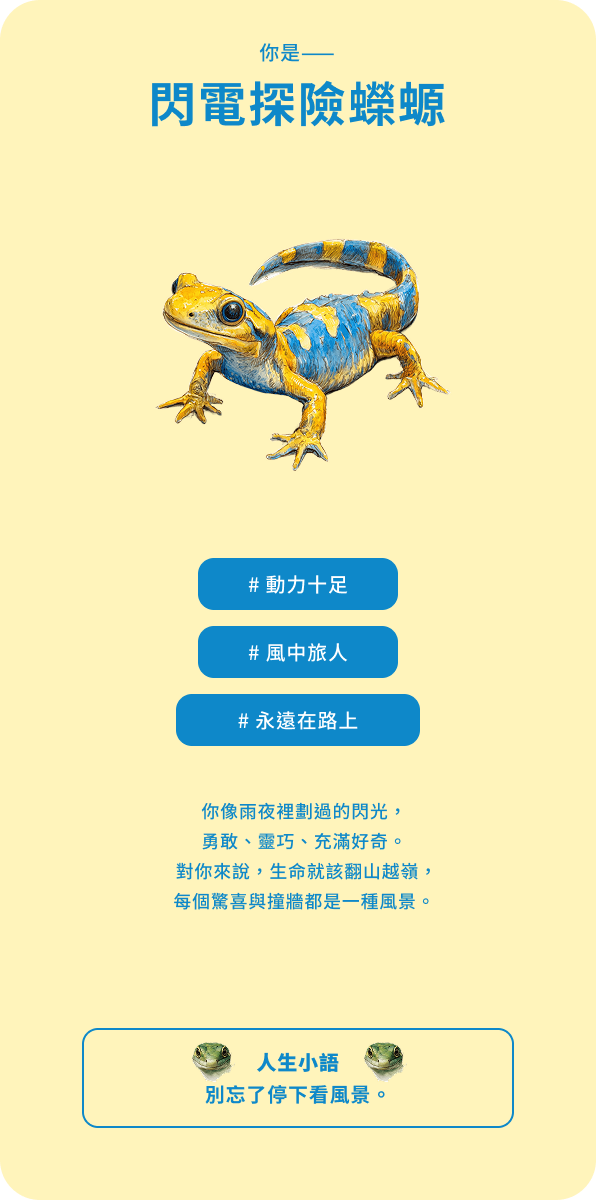 你是——
閃電探險蠑螈
# 動力十足
# 風中旅人
# 永遠在路上
你像雨夜裡劃過的閃光，
勇敢、靈巧、充滿好奇。
對你來說，生命就該翻山越嶺，
每個驚喜與撞牆都是一種風景。
人生小語
別忘了停下看風景。